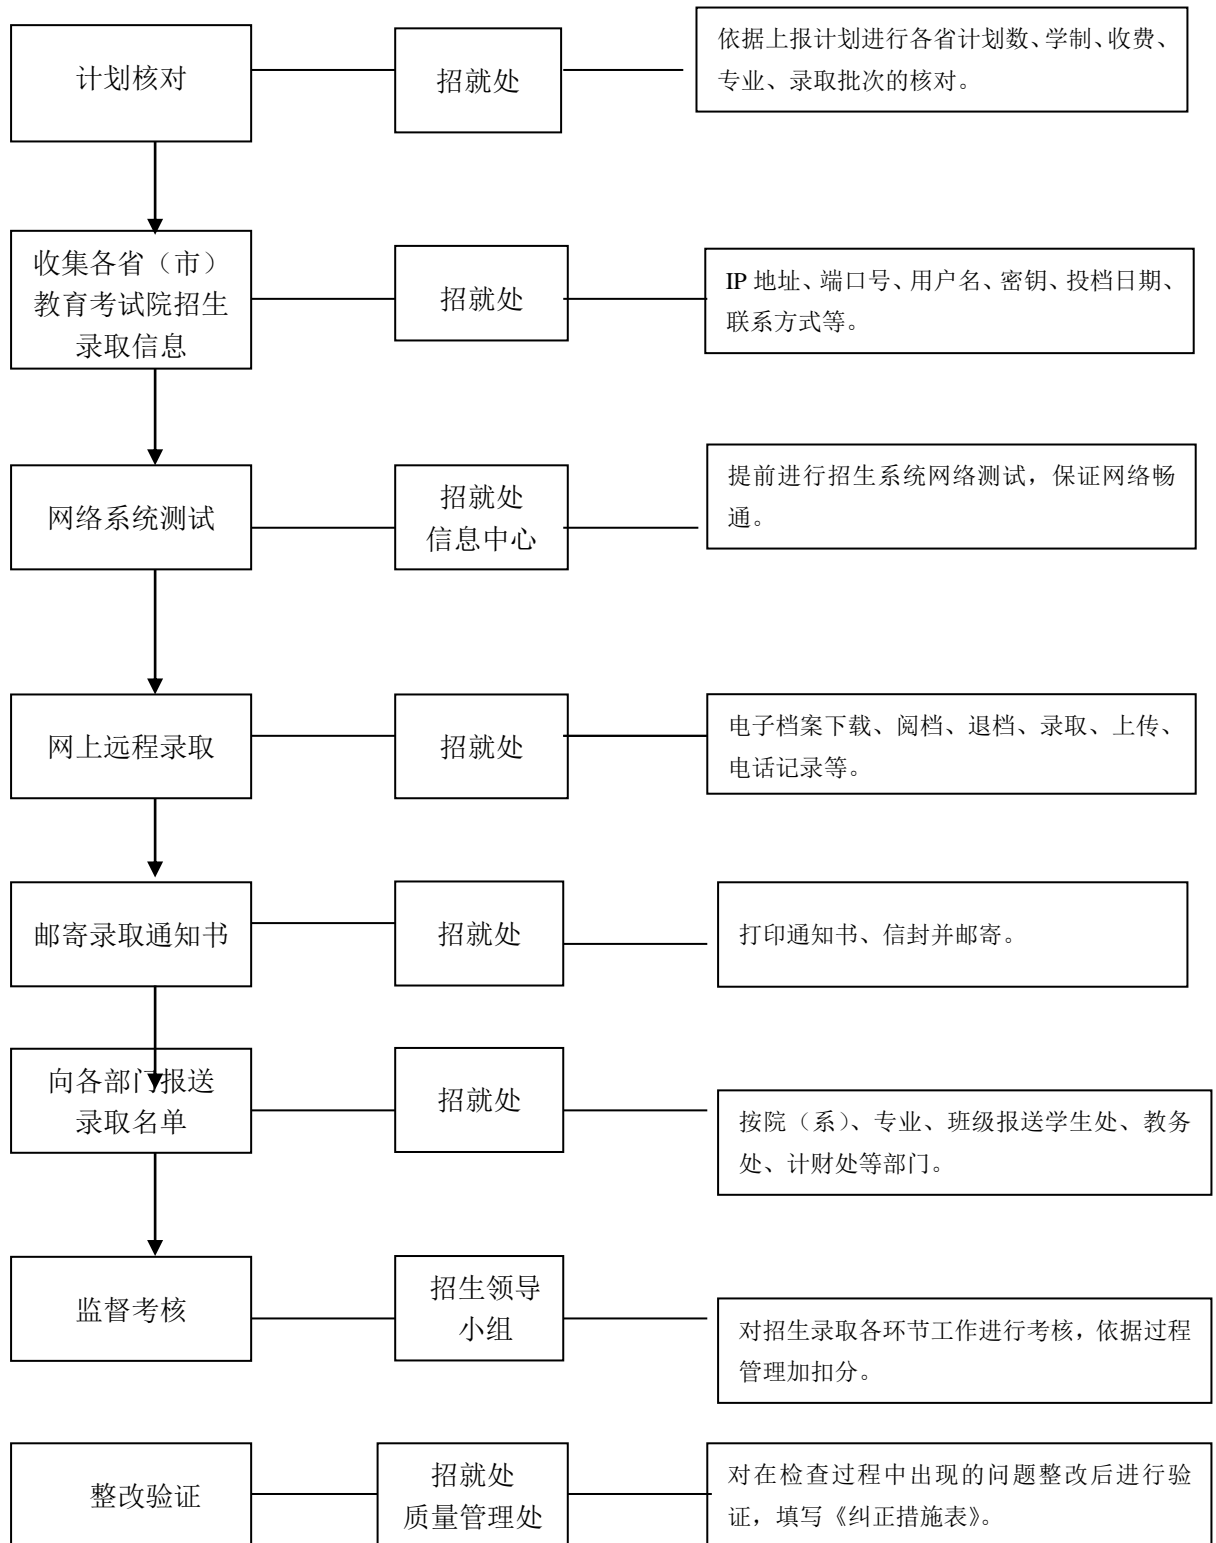 计划核对
招就处
依据上报计划进行各省计划数、学制、收费、
专业、录取批次的核对。
收集各省（市）
教育考试院招生
录取信息
招就处
IP 地址、端口号、用户名、密钥、投档日期、
联系方式等。
网络系统测试
招就处
信息中心
提前进行招生系统网络测试，保证网络畅
通。
网上远程录取
招就处
电子档案下载、阅档、退档、录取、上传、
电话记录等。
邮寄录取通知书
招就处
打印通知书、信封并邮寄。
向各部门报送
录取名单
招就处
按院（系）、专业、班级报送学生处、教务
处、计财处等部门。
监督考核
招生领导
小组
对招生录取各环节工作进行考核，依据过程
管理加扣分。
整改验证
招就处
质量管理处
对在检查过程中出现的问题整改后进行验
证，填写《纠正措施表》。